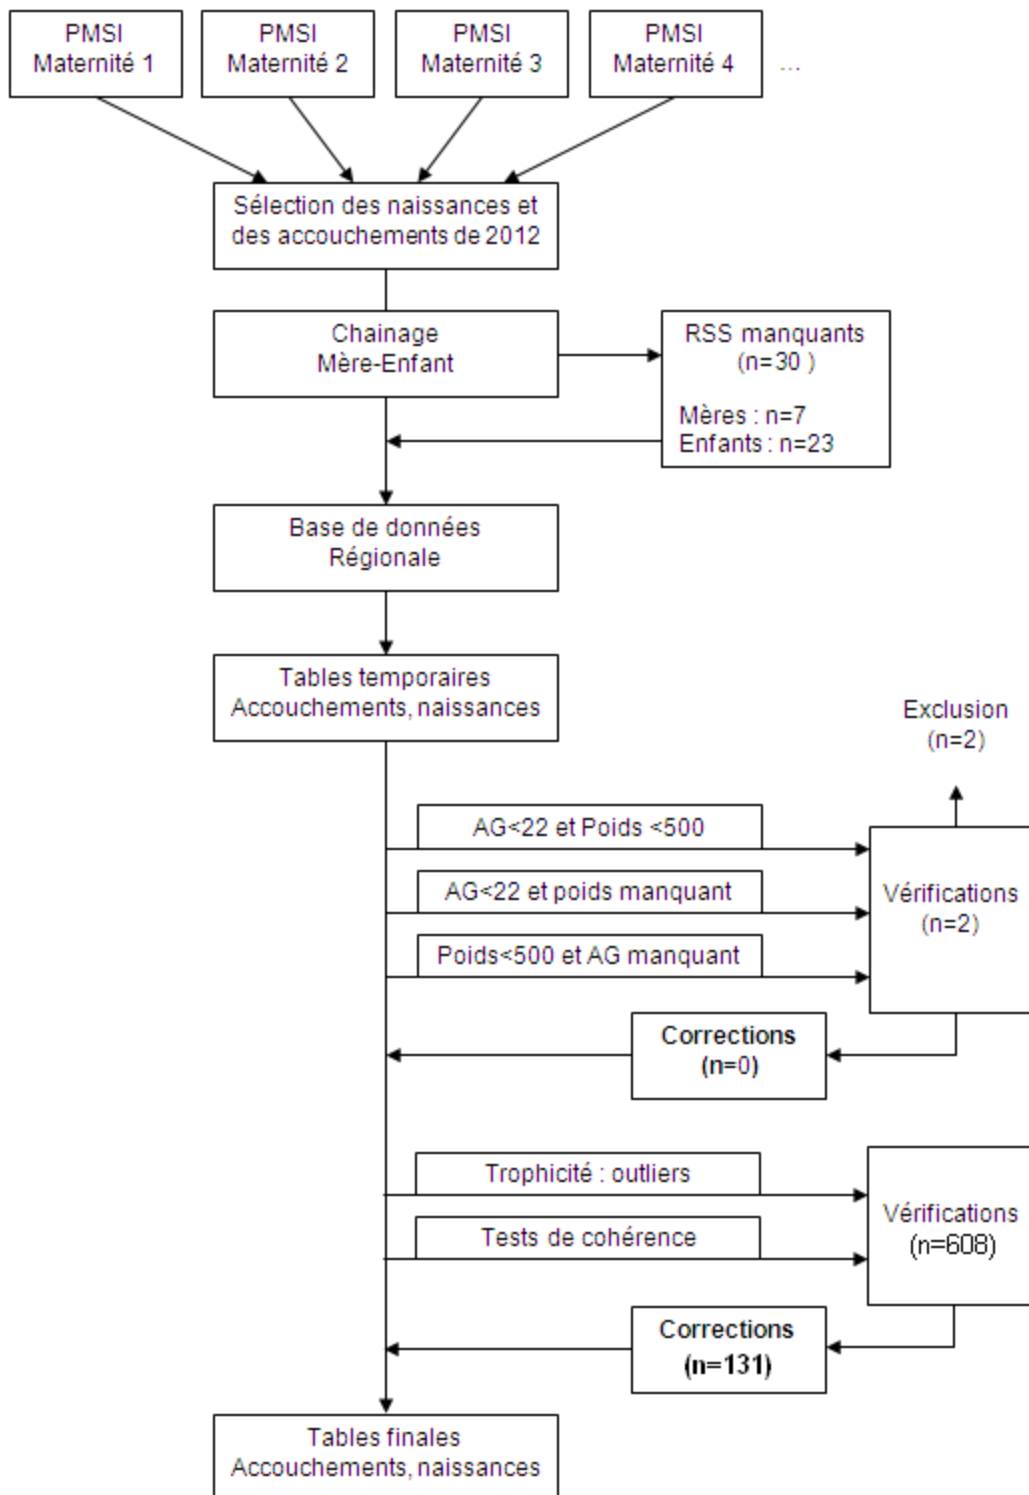 PMSI
Maternité 1
PMSI
Maternité 2
PMSI
Maternité 3
PMSI
Maternité 4
...
Sélection des naissances et
des accouchements de 2012
Chainage
Mère-Enfant
RSS manquants
(n=30 )
Mères : n=7
Enfants : n=23
Base de données
Régionale
Tables temporaires
Accouchements, naissances
Exclusion
(n=2)
AG<22 et Poids <500
AG<22 et poids manquant
Poids<500 et AG manquant
Vérifications
(n=2)
Corrections
(n=0)
Trophicité : outliers
Tests de cohérence
Vérifications
(n=608)
Corrections
(n=131)
Tables finales
Accouchements, naissances